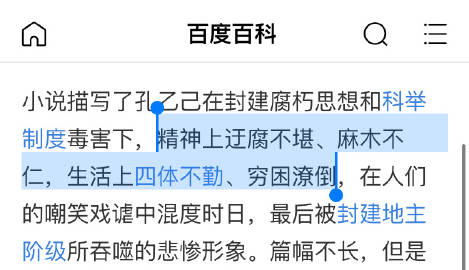 百度百科
小说描写了孔乙己在封建腐朽思想和科举
制度毒害下，精神上迂腐不堪、麻木不
仁，生活上四体不勤、穷困潦倒，在人们
的嘲笑戏谑中混度时日，最后被封建地主
阶级所吞噬的悲惨形象。篇幅不长，但是